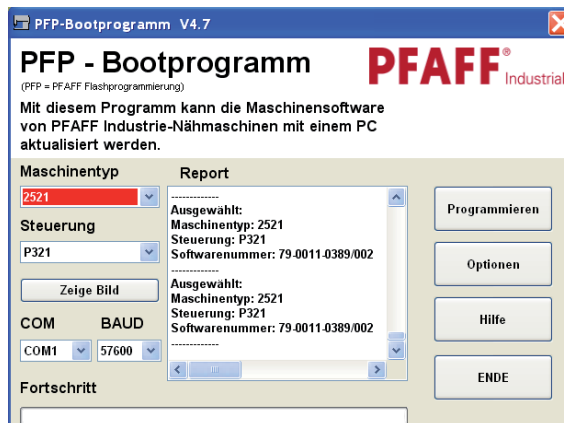 PFP-Bootprogramm V4.7
PFP - Bootprogramm
(PFP = PFAFF Flashprogrammierung)
PFAFF® Industrial
Mit diesem Programm kann die Maschinensoftware
von PFAFF Industrie-Nähmaschinen mit einem PC
aktualisiert werden.
Maschinentyp
2521
Steuerung
P321
Zeige Bild
COM BAUD
COM1 57600
Report
-------------
Ausgewählt:
Maschinentyp: 2521
Steuerung: P321
Softwarenummer: 79-0011-0389/002
-------------
Ausgewählt:
Maschinentyp: 2521
Steuerung: P321
Softwarenummer: 79-0011-0389/002
-------------
Programmieren
Optionen
Hilfe
ENDE
Fortschritt